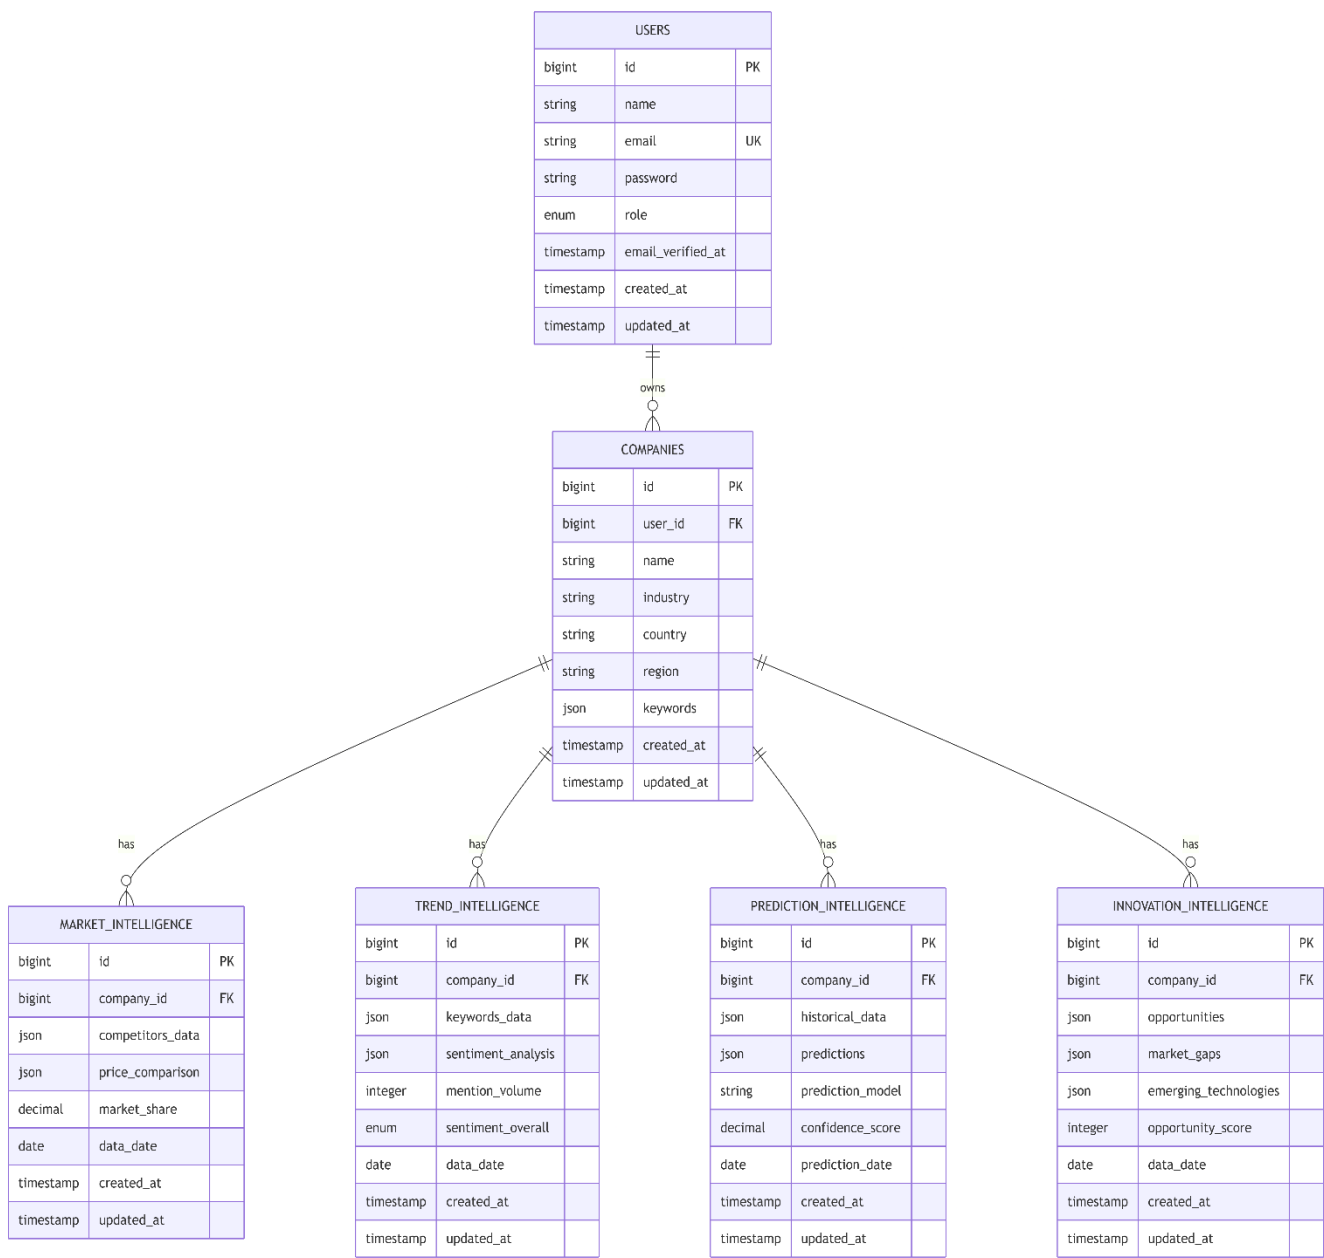 USERS
bigint id PK
string name
string email UK
string password
enum role
timestamp email_verified_at
timestamp created_at
timestamp updated_at
owns
COMPANIES
bigint id PK
bigint user_id FK
string name
string industry
string country
string region
json keywords
timestamp created_at
timestamp updated_at
has
has
has
has
MARKET_INTELLIGENCE
bigint id PK
bigint company_id FK
json competitors_data
json price_comparison
decimal market_share
date data_date
timestamp created_at
timestamp updated_at
TREND_INTELLIGENCE
bigint id PK
bigint company_id FK
json keywords_data
json sentiment_analysis
integer mention_volume
enum sentiment_overall
date data_date
timestamp created_at
timestamp updated_at
PREDICTION_INTELLIGENCE
bigint id PK
bigint company_id FK
json historical_data
json predictions
string prediction_model
decimal confidence_score
date prediction_date
timestamp created_at
timestamp updated_at
INNOVATION_INTELLIGENCE
bigint id PK
bigint company_id FK
json opportunities
json market_gaps
json emerging_technologies
integer opportunity_score
date data_date
timestamp created_at
timestamp updated_at